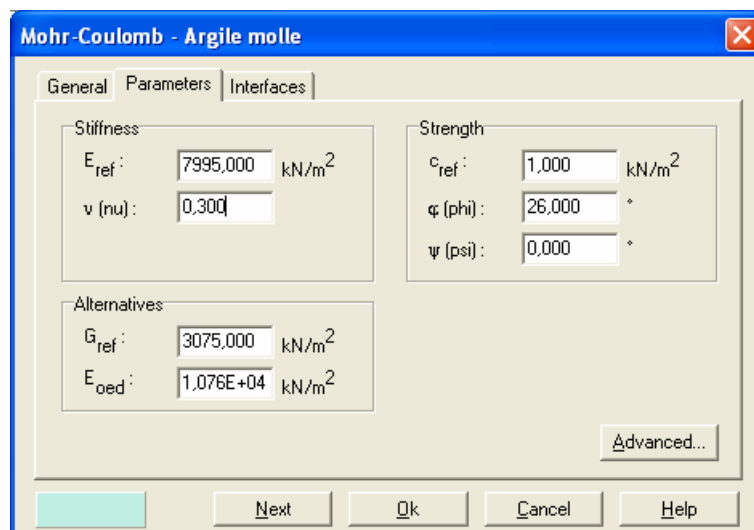 Mohr-Coulomb - Argile molle
General Parameters Interfaces
Stiffness
E_ref : 7995,000 kN/m²
ν (nu) : 0,300
Strength
c_ref : 1,000 kN/m²
φ (phi) : 26,000 °
ψ (psi) : 0,000 °
Alternatives
G_ref : 3075,000 kN/m²
E_oed : 1,076E+04 kN/m²
Advanced...
Next Ok Cancel Help